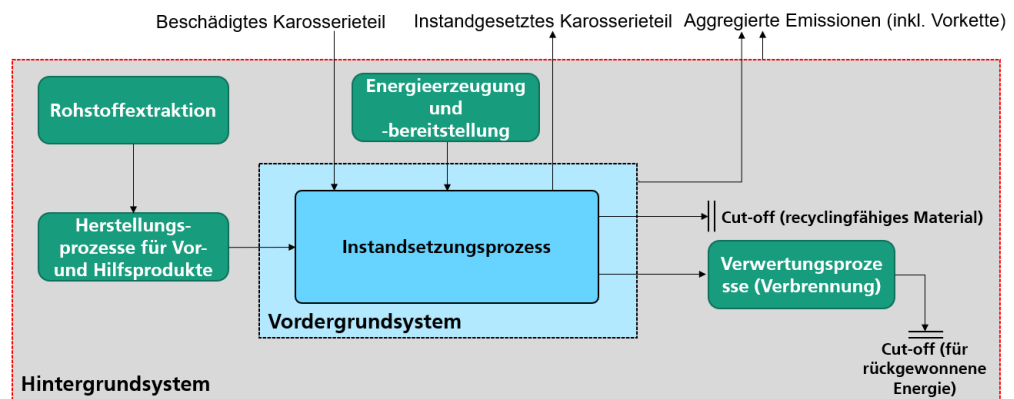 Beschädigtes Karosserieteil
Instandgesetztes Karosserieteil
Aggregierte Emissionen (inkl. Vorkette)
Rohstoffextraktion
Energieerzeugung
und
-bereitstellung
Herstellungs-
prozesse für Vor-
und Hilfsprodukte
Instandsetzungsprozess
Vordergrundsystem
Cut-off (recyclingfähiges Material)
Verwertungsproze
sse (Verbrennung)
Cut-off (für
rückgewonnene
Energie)
Hintergrundsystem